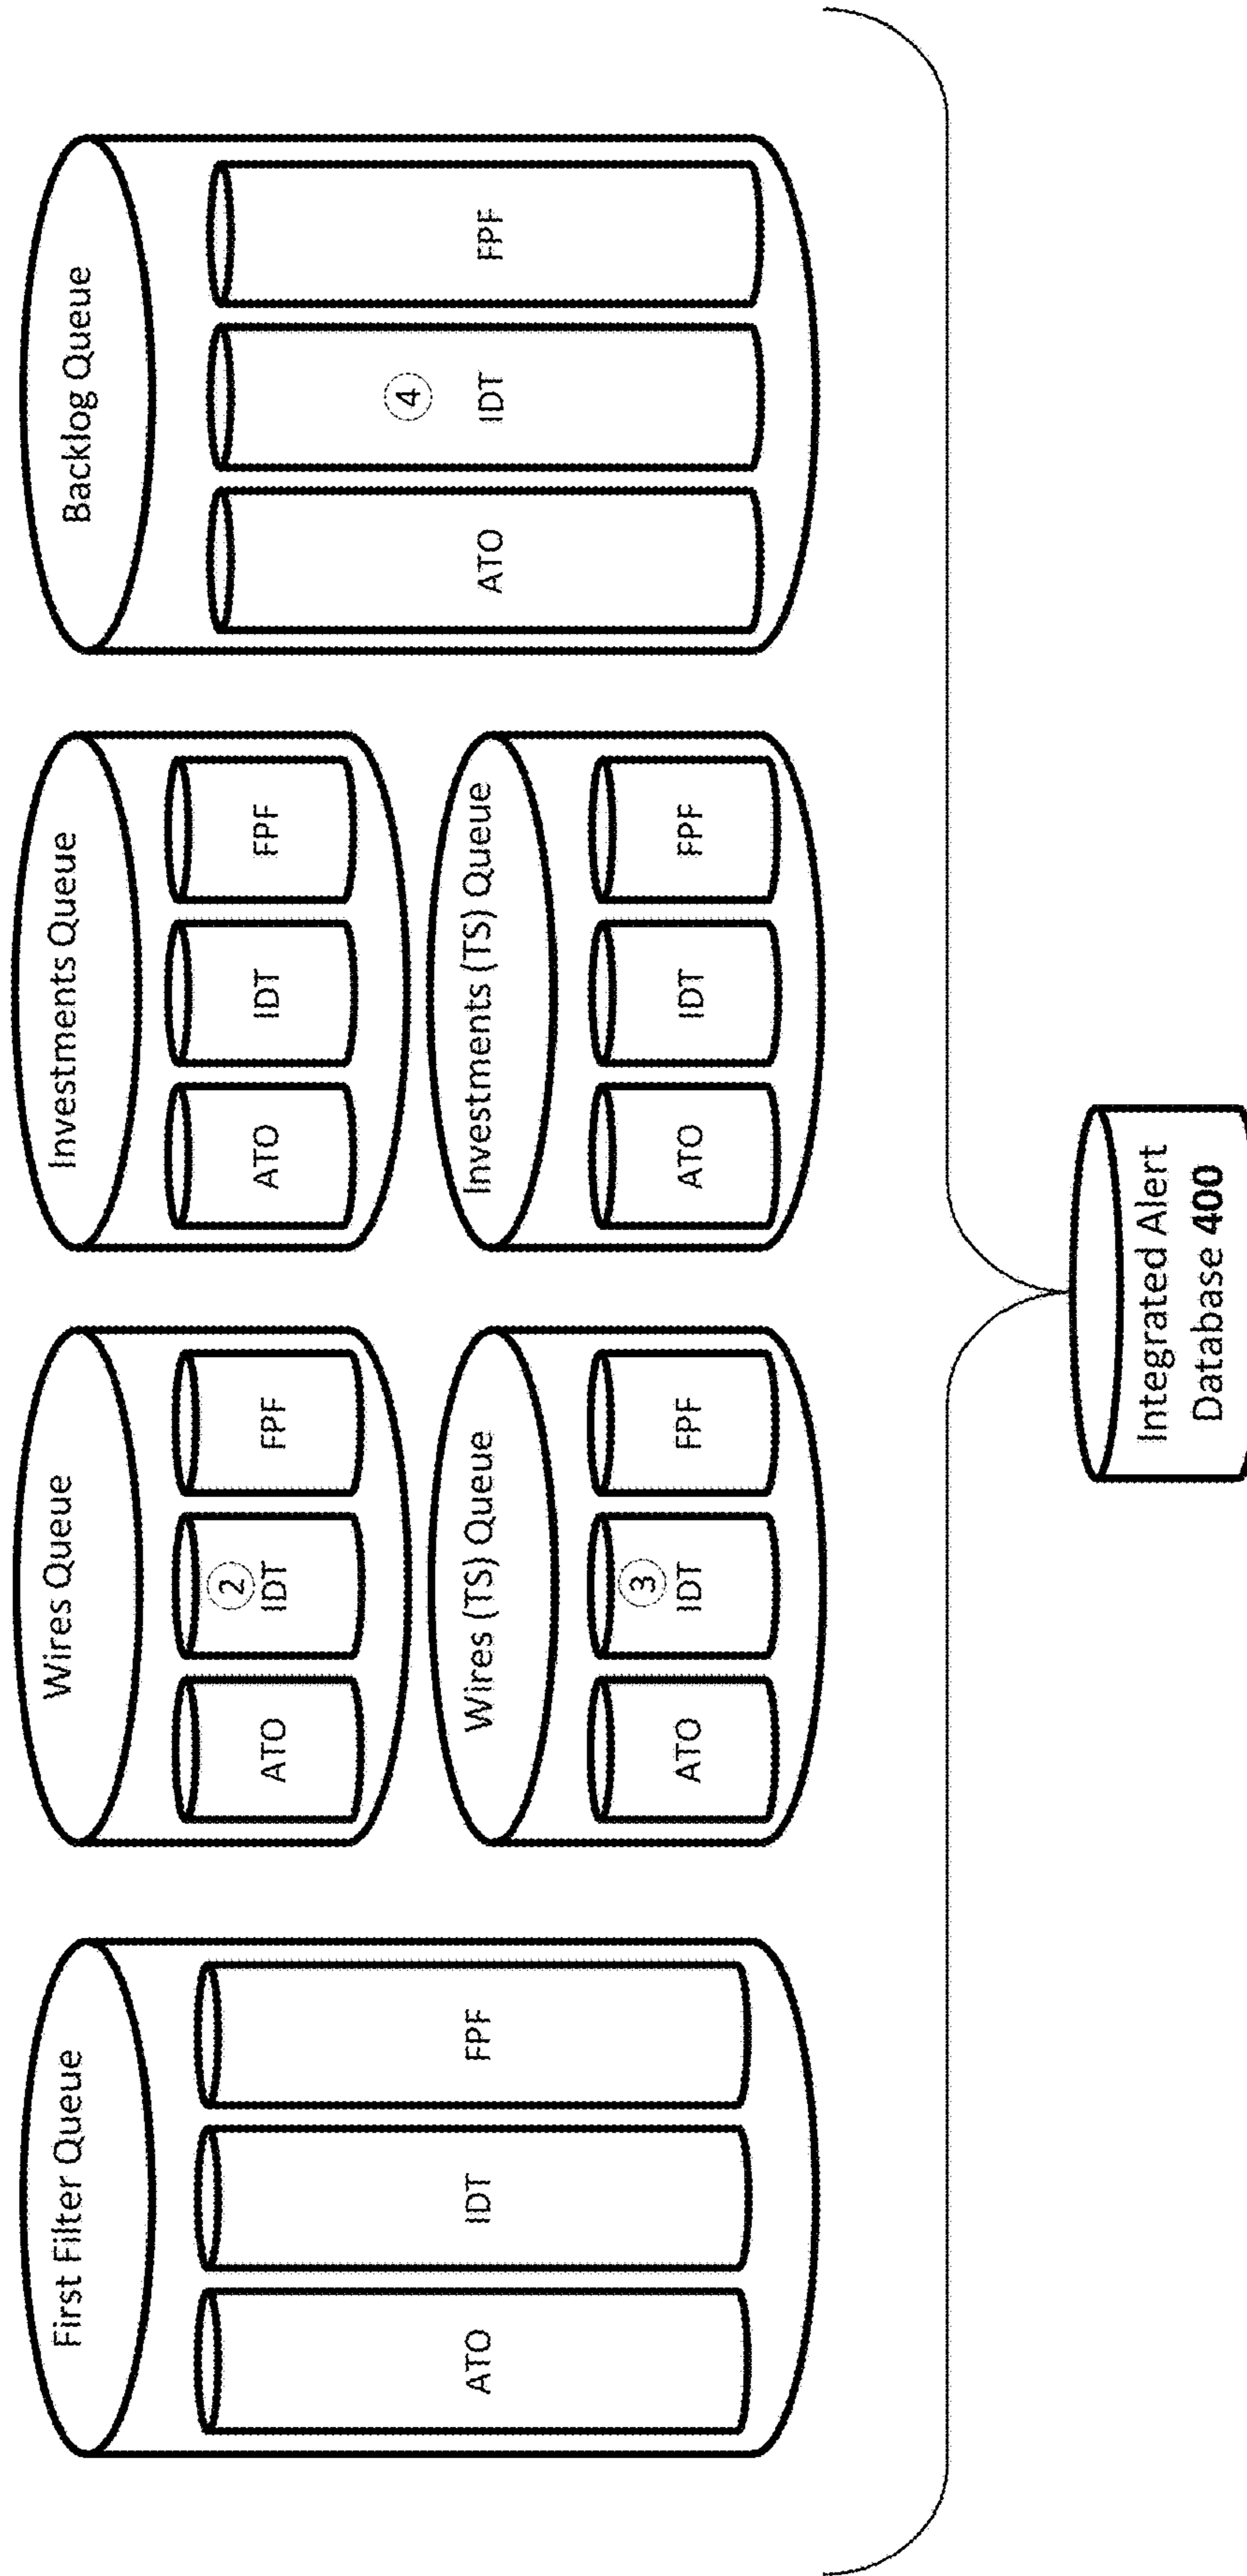 First Filter Queue
ATO
IDT
FPF
Wires Queue
ATO
2
IDT
FPF
Wires (TS) Queue
ATO
3
IDT
FPF
Investments Queue
ATO
IDT
FPF
Investments (TS) Queue
ATO
IDT
FPF
Backlog Queue
ATO
4
IDT
FPF
Integrated Alert
Database 400